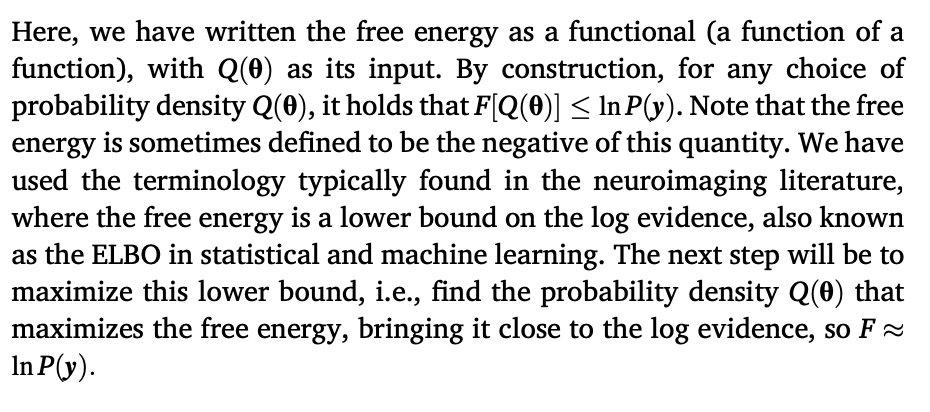 Here, we have written the free energy as a functional (a function of a
function), with Q(θ) as its input. By construction, for any choice of
probability density Q(θ), it holds that F[Q(θ)] ≤ ln P(y). Note that the free
energy is sometimes defined to be the negative of this quantity. We have
used the terminology typically found in the neuroimaging literature,
where the free energy is a lower bound on the log evidence, also known
as the ELBO in statistical and machine learning. The next step will be to
maximize this lower bound, i.e., find the probability density Q(θ) that
maximizes the free energy, bringing it close to the log evidence, so F ≈
ln P(y).